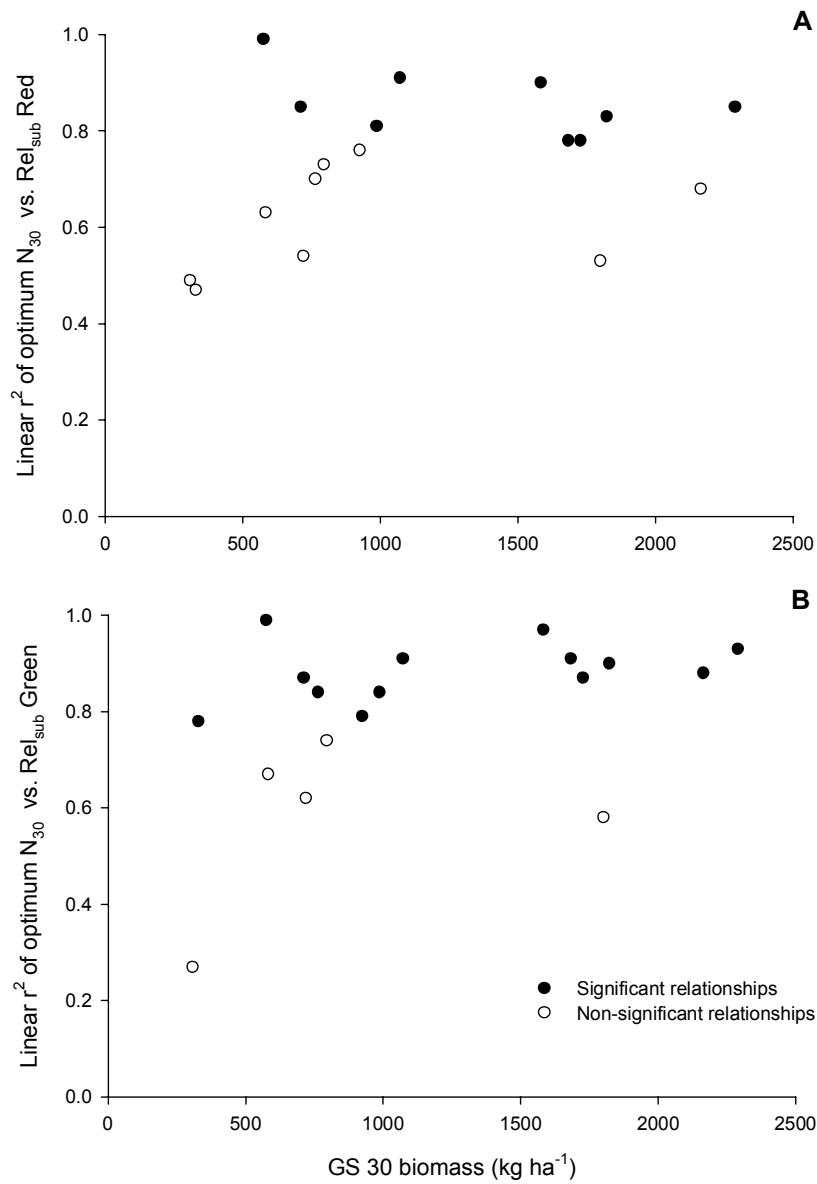 A
1.0
0.8
0.6
0.4
0.2
0.0
Linear r² of optimum N₃₀ vs. Rel_sub Red
0 500 1000 1500 2000 2500
B
1.0
0.8
0.6
0.4
0.2
0.0
Linear r² of optimum N₃₀ vs. Rel_sub Green
Significant relationships
Non-significant relationships
0 500 1000 1500 2000 2500
GS 30 biomass (kg ha⁻¹)